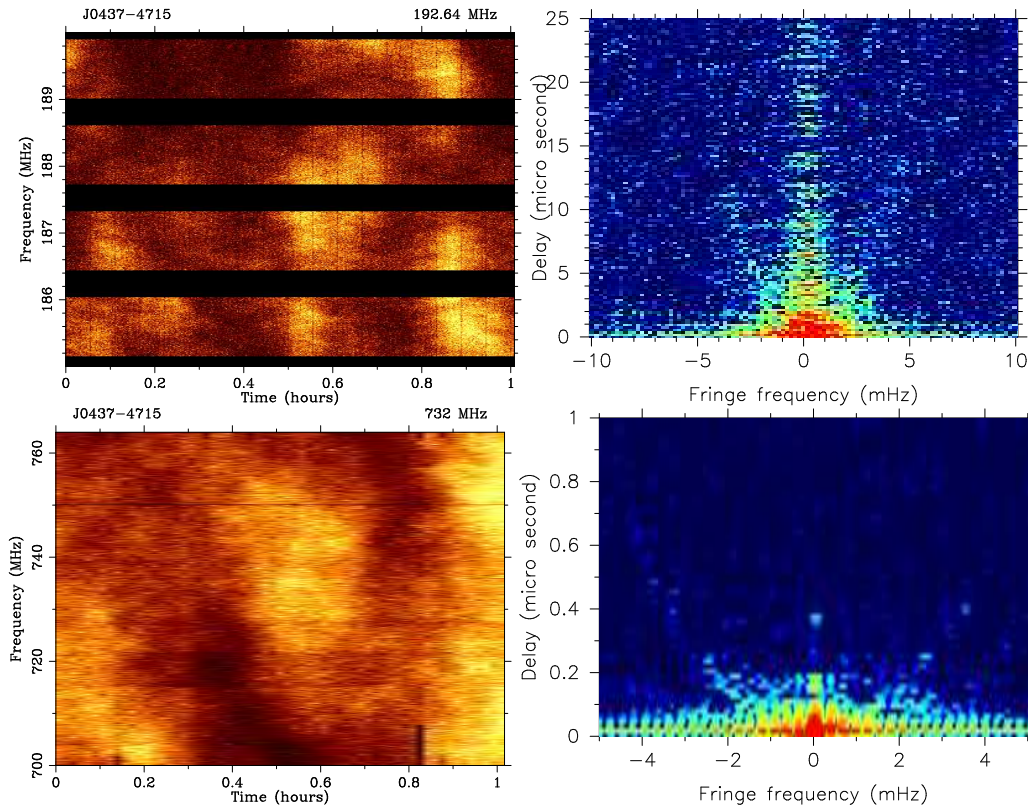 J0437−4715 192.64 MHz
Frequency (MHz)
189
188
187
186
0 0.2 0.4 0.6 0.8 1
Time (hours)
Delay (micro second)
25
20
15
10
5
0
−10 −5 0 5 10
Fringe frequency (mHz)
J0437−4715 732 MHz
Frequency (MHz)
760
740
720
700
0 0.2 0.4 0.6 0.8 1
Time (hours)
Delay (micro second)
1
0.8
0.6
0.4
0.2
0
−4 −2 0 2 4
Fringe frequency (mHz)